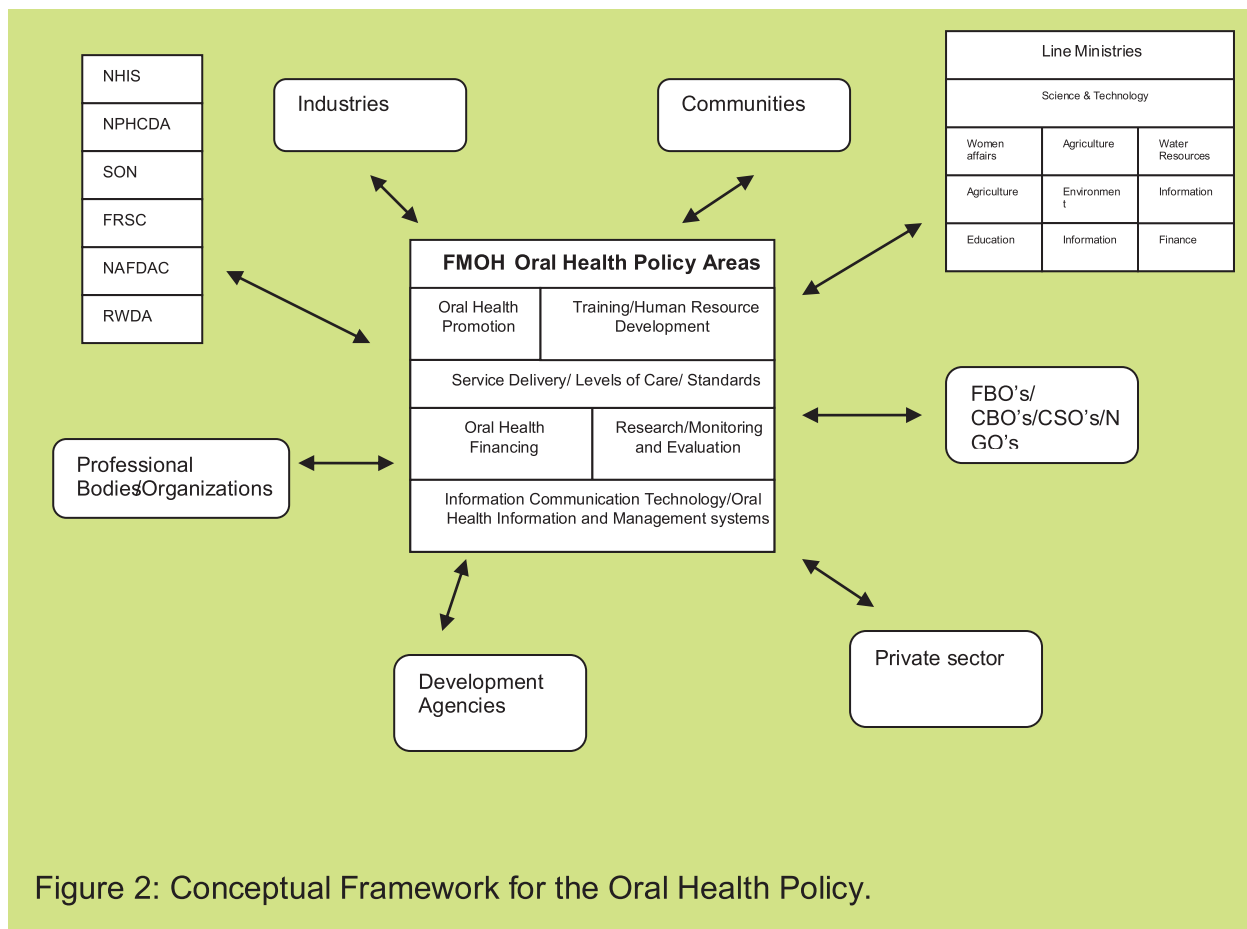 NHIS
NPHCDA
SON
FRSC
NAFDAC
RWDA
Industries
Communities
Line Ministries
Science & Technology
Women
affairs
Agriculture
Water
Resources
Agriculture
Environmen
t
Information
Education
Information
Finance
FMOH Oral Health Policy Areas
Oral Health
Promotion
Training/Human Resource
Development
Service Delivery/ Levels of Care/ Standards
Oral Health
Financing
Research/Monitoring
and Evaluation
Information Communication Technology/Oral
Health Information and Management systems
FBO's/
CBO's/CSO's/N
GO's
Professional
Bodies/Organizations
Development
Agencies
Private sector
Figure 2: Conceptual Framework for the Oral Health Policy.